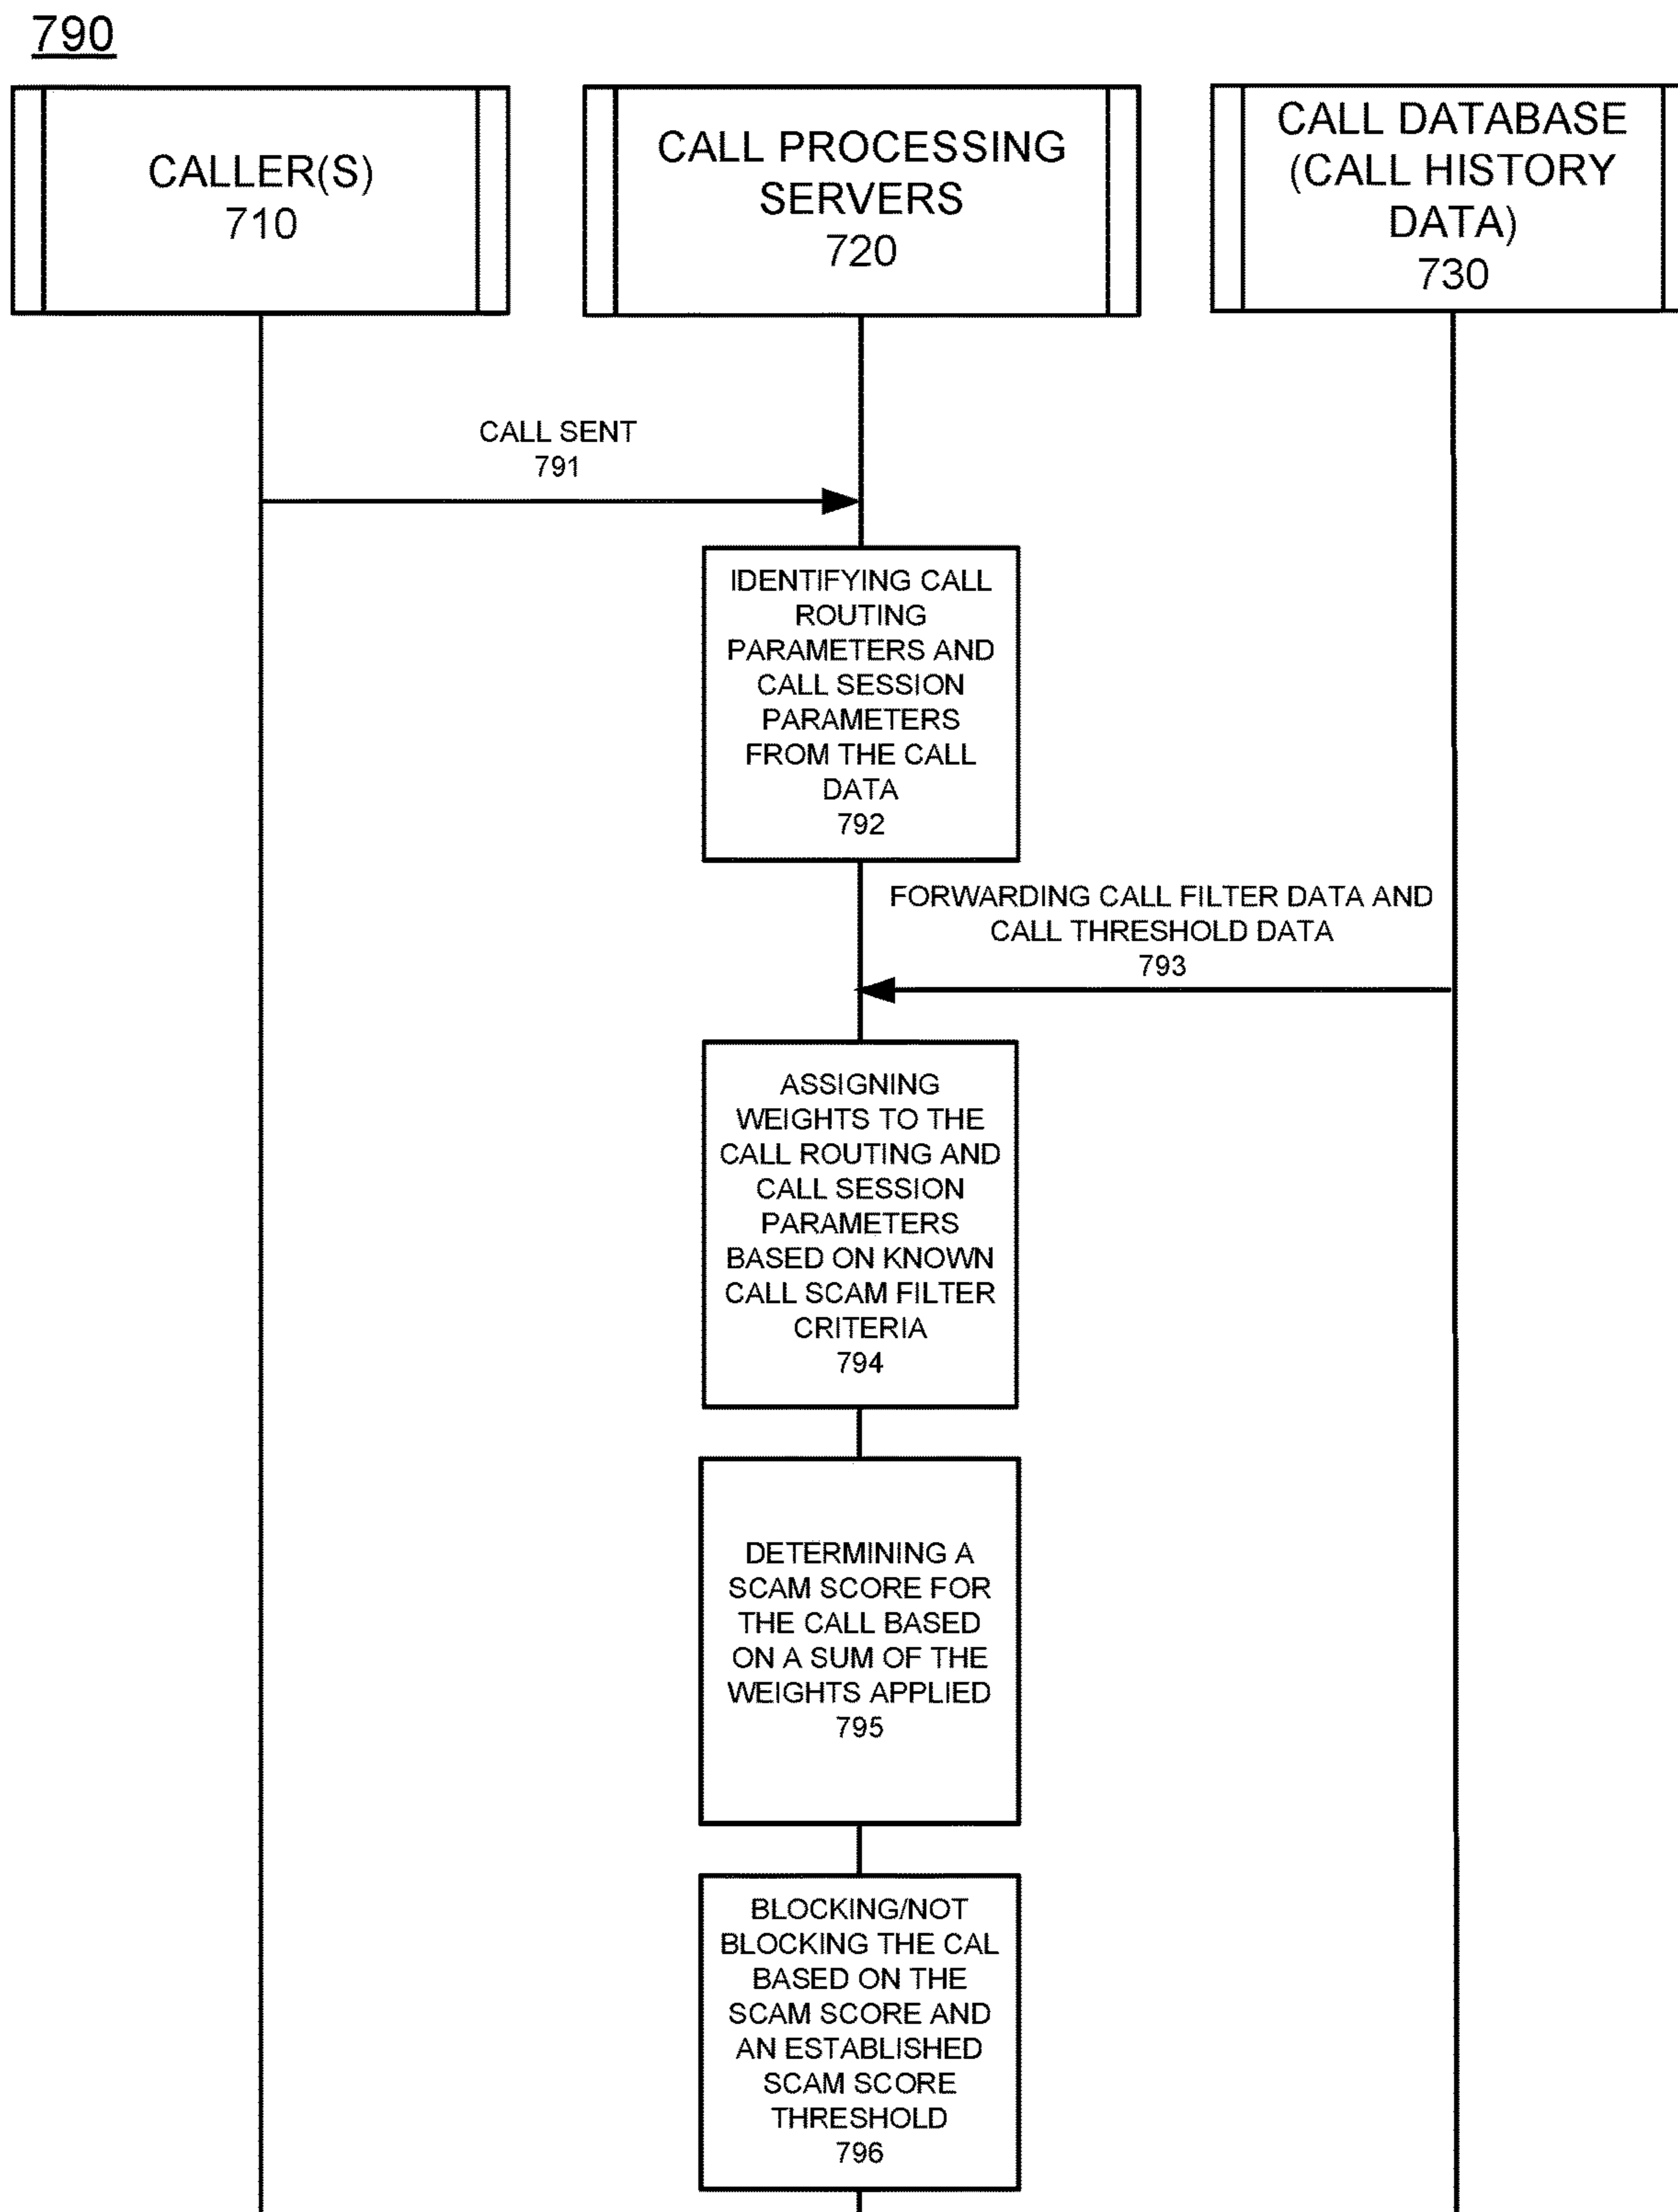 790
CALLER(S)
710
CALL PROCESSING
SERVERS
720
CALL DATABASE
(CALL HISTORY
DATA)
730
CALL SENT
791
IDENTIFYING CALL
ROUTING
PARAMETERS AND
CALL SESSION
PARAMETERS
FROM THE CALL
DATA
792
FORWARDING CALL FILTER DATA AND
CALL THRESHOLD DATA
793
ASSIGNING
WEIGHTS TO THE
CALL ROUTING AND
CALL SESSION
PARAMETERS
BASED ON KNOWN
CALL SCAM FILTER
CRITERIA
794
DETERMINING A
SCAM SCORE FOR
THE CALL BASED
ON A SUM OF THE
WEIGHTS APPLIED
795
BLOCKING/NOT
BLOCKING THE CAL
BASED ON THE
SCAM SCORE AND
AN ESTABLISHED
SCAM SCORE
THRESHOLD
796